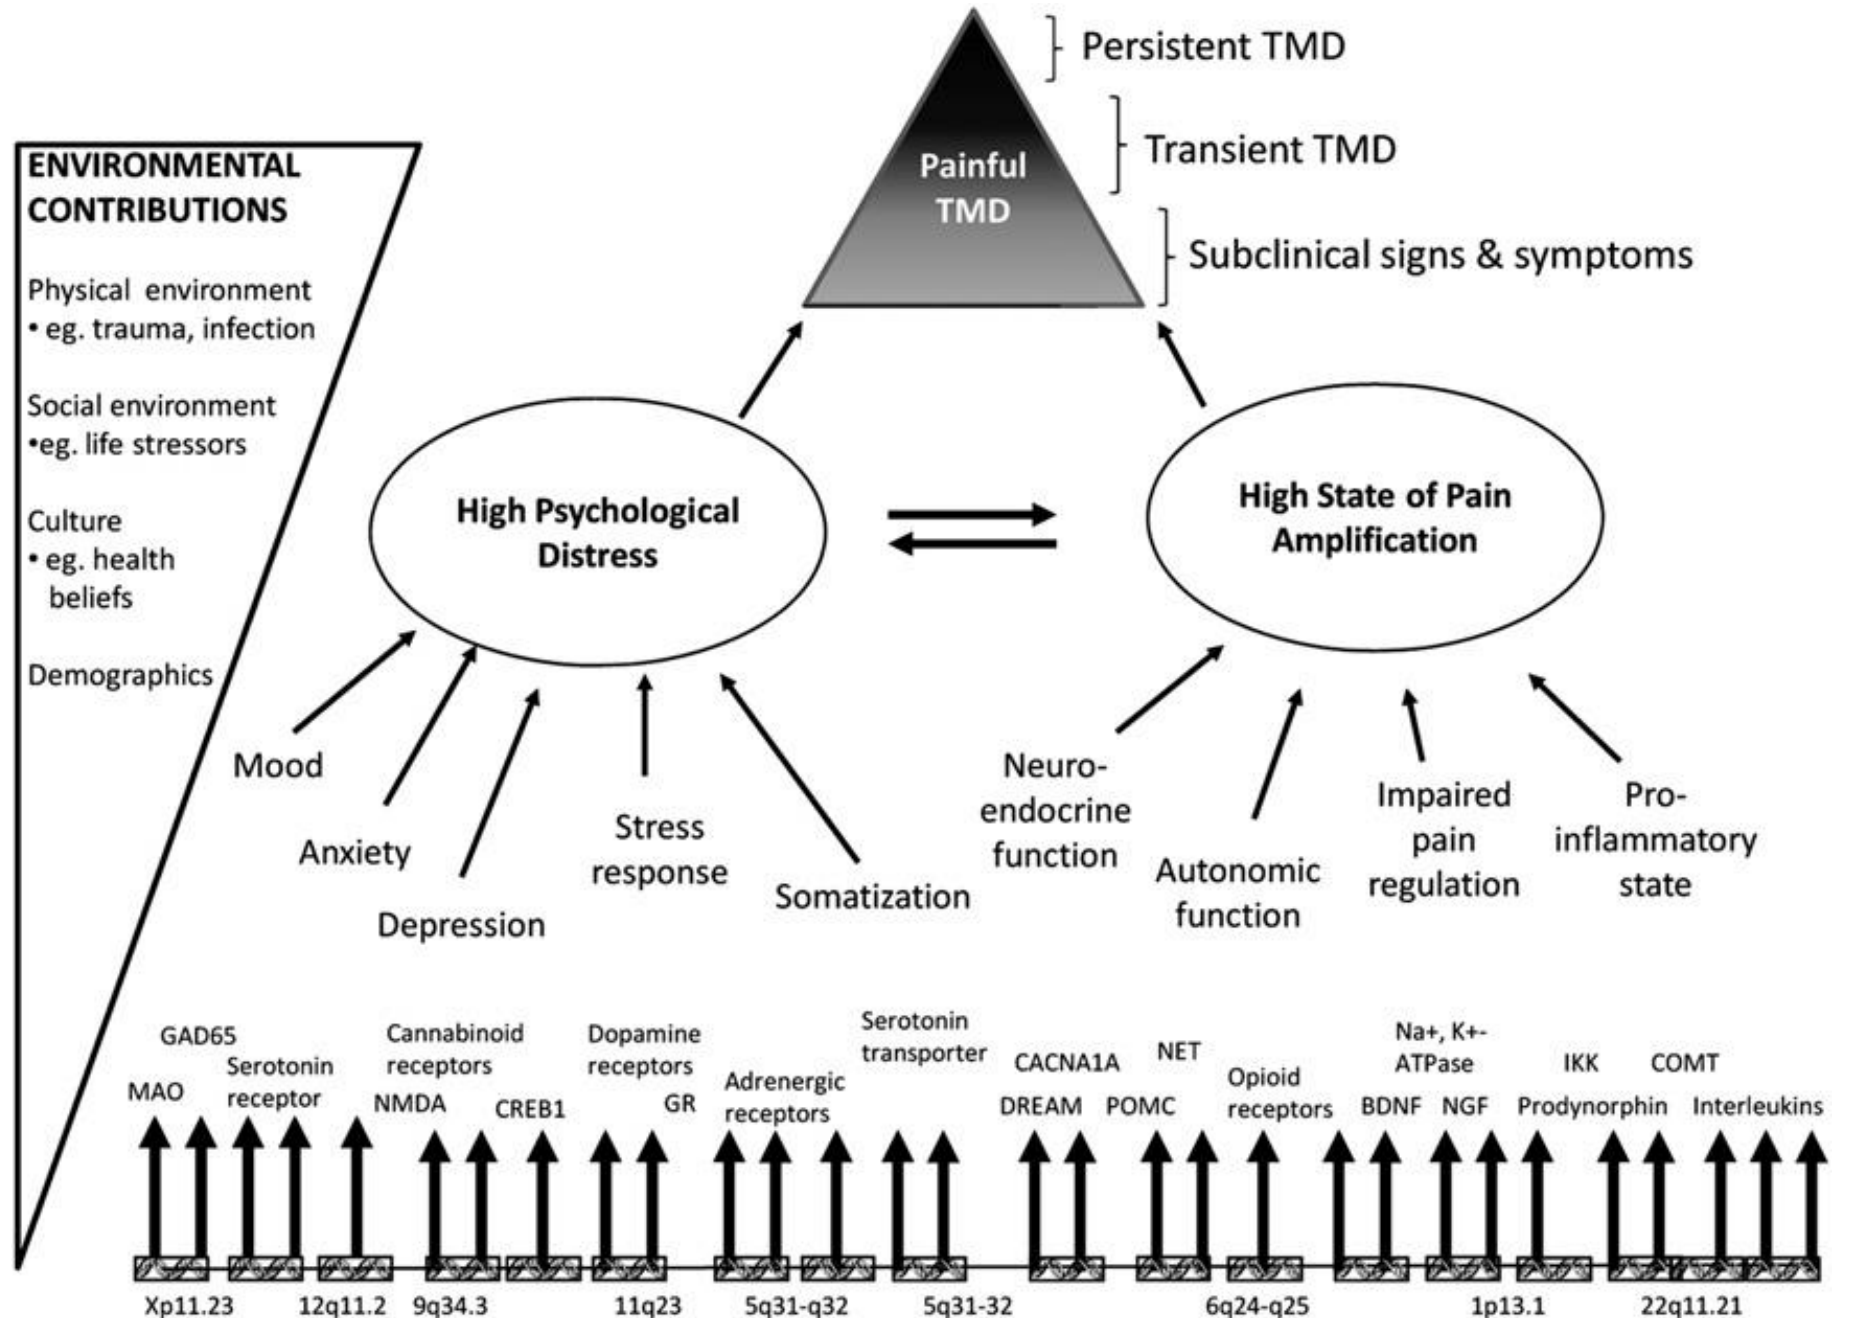 Persistent TMD
Transient TMD
Subclinical signs & symptoms
Painful
TMD
ENVIRONMENTAL
CONTRIBUTIONS
Physical environment
• eg. trauma, infection
Social environment
•eg. life stressors
Culture
• eg. health
beliefs
Demographics
High Psychological
Distress
High State of Pain
Amplification
Mood
Anxiety
Depression
Stress
response
Somatization
Neuro-
endocrine
function
Autonomic
function
Impaired
pain
regulation
Pro-
inflammatory
state
MAO
GAD65
Serotonin
receptor
Cannabinoid
receptors
NMDA
CREB1
Dopamine
receptors
GR
Adrenergic
receptors
Serotonin
transporter
CACNA1A
DREAM
POMC
NET
Opioid
receptors
Na+, K+-
ATPase
BDNF
NGF
IKK
Prodynorphin
COMT
Interleukins
Xp11.23
12q11.2
9q34.3
11q23
5q31-q32
5q31-32
6q24-q25
1p13.1
22q11.21